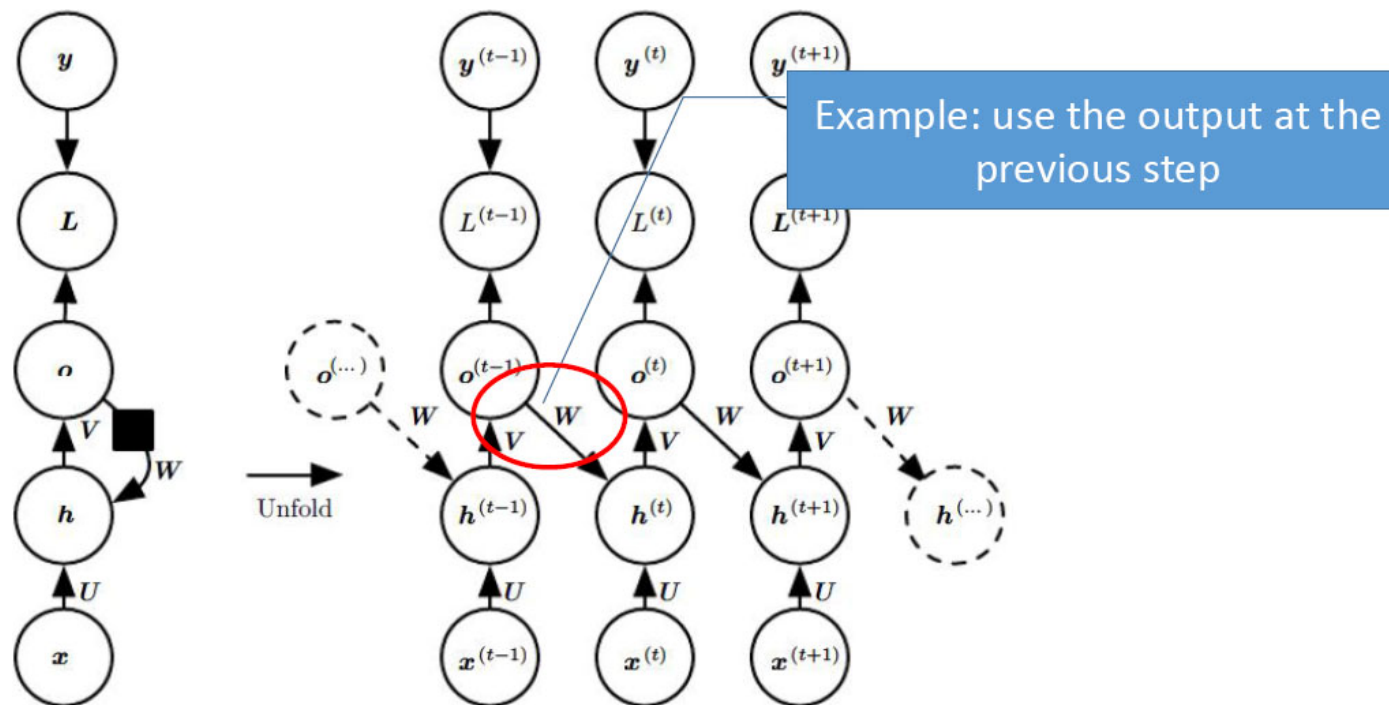 y
y^(t−1)
y^(t)
y^(t+1)
Example: use the output at the
previous step
L
L^(t−1)
L^(t)
L^(t+1)
o
o^(...)
o^(t−1)
o^(t)
o^(t+1)
W
W
W
W
V
V
V
V
W
Unfold
h
h^(t−1)
h^(t)
h^(t+1)
h^(...)
U
U
U
U
x
x^(t−1)
x^(t)
x^(t+1)